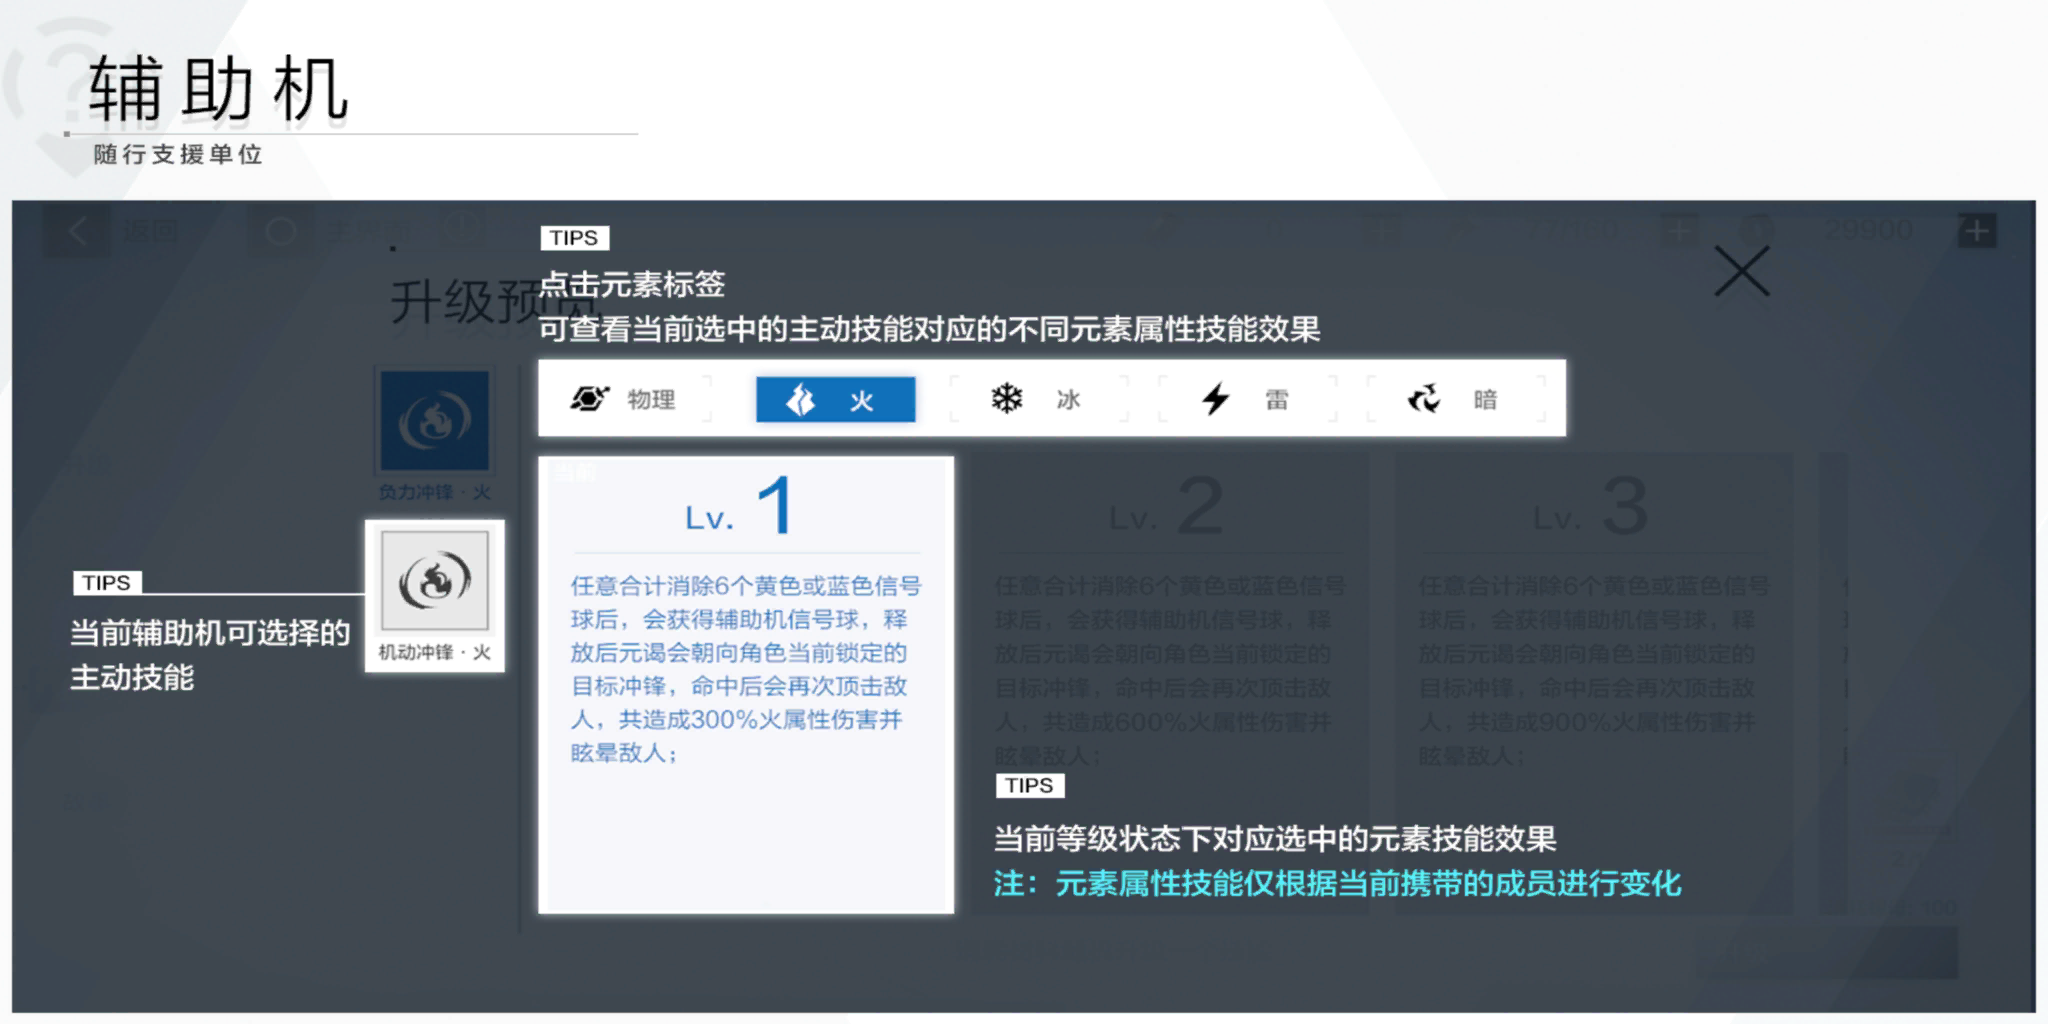 辅助机
随行支援单位
返回
主界面
29900
TIPS
点击元素标签
升级预览
可查看当前选中的主动技能对应的不同元素属性技能效果
物理
火
冰
雷
暗
负力冲锋·火
机动冲锋·火
TIPS
当前辅助机可选择的
主动技能
当前
Lv. 1
任意合计消除6个黄色或蓝色信号
球后，会获得辅助机信号球，释
放后元谒会朝向角色当前锁定的
目标冲锋，命中后会再次顶击敌
人，共造成300%火属性伤害并
眩晕敌人；
Lv. 2
任意合计消除6个黄色或蓝色信号
球后，会获得辅助机信号球，释
放后元谒会朝向角色当前锁定的
目标冲锋，命中后会再次顶击敌
人，共造成600%火属性伤害并
眩晕敌人；
Lv. 3
任意合计消除6个黄色或蓝色信号
球后，会获得辅助机信号球，释
放后元谒会朝向角色当前锁定的
目标冲锋，命中后会再次顶击敌
人，共造成900%火属性伤害并
眩晕敌人；
TIPS
当前等级状态下对应选中的元素技能效果
注：元素属性技能仅根据当前携带的成员进行变化